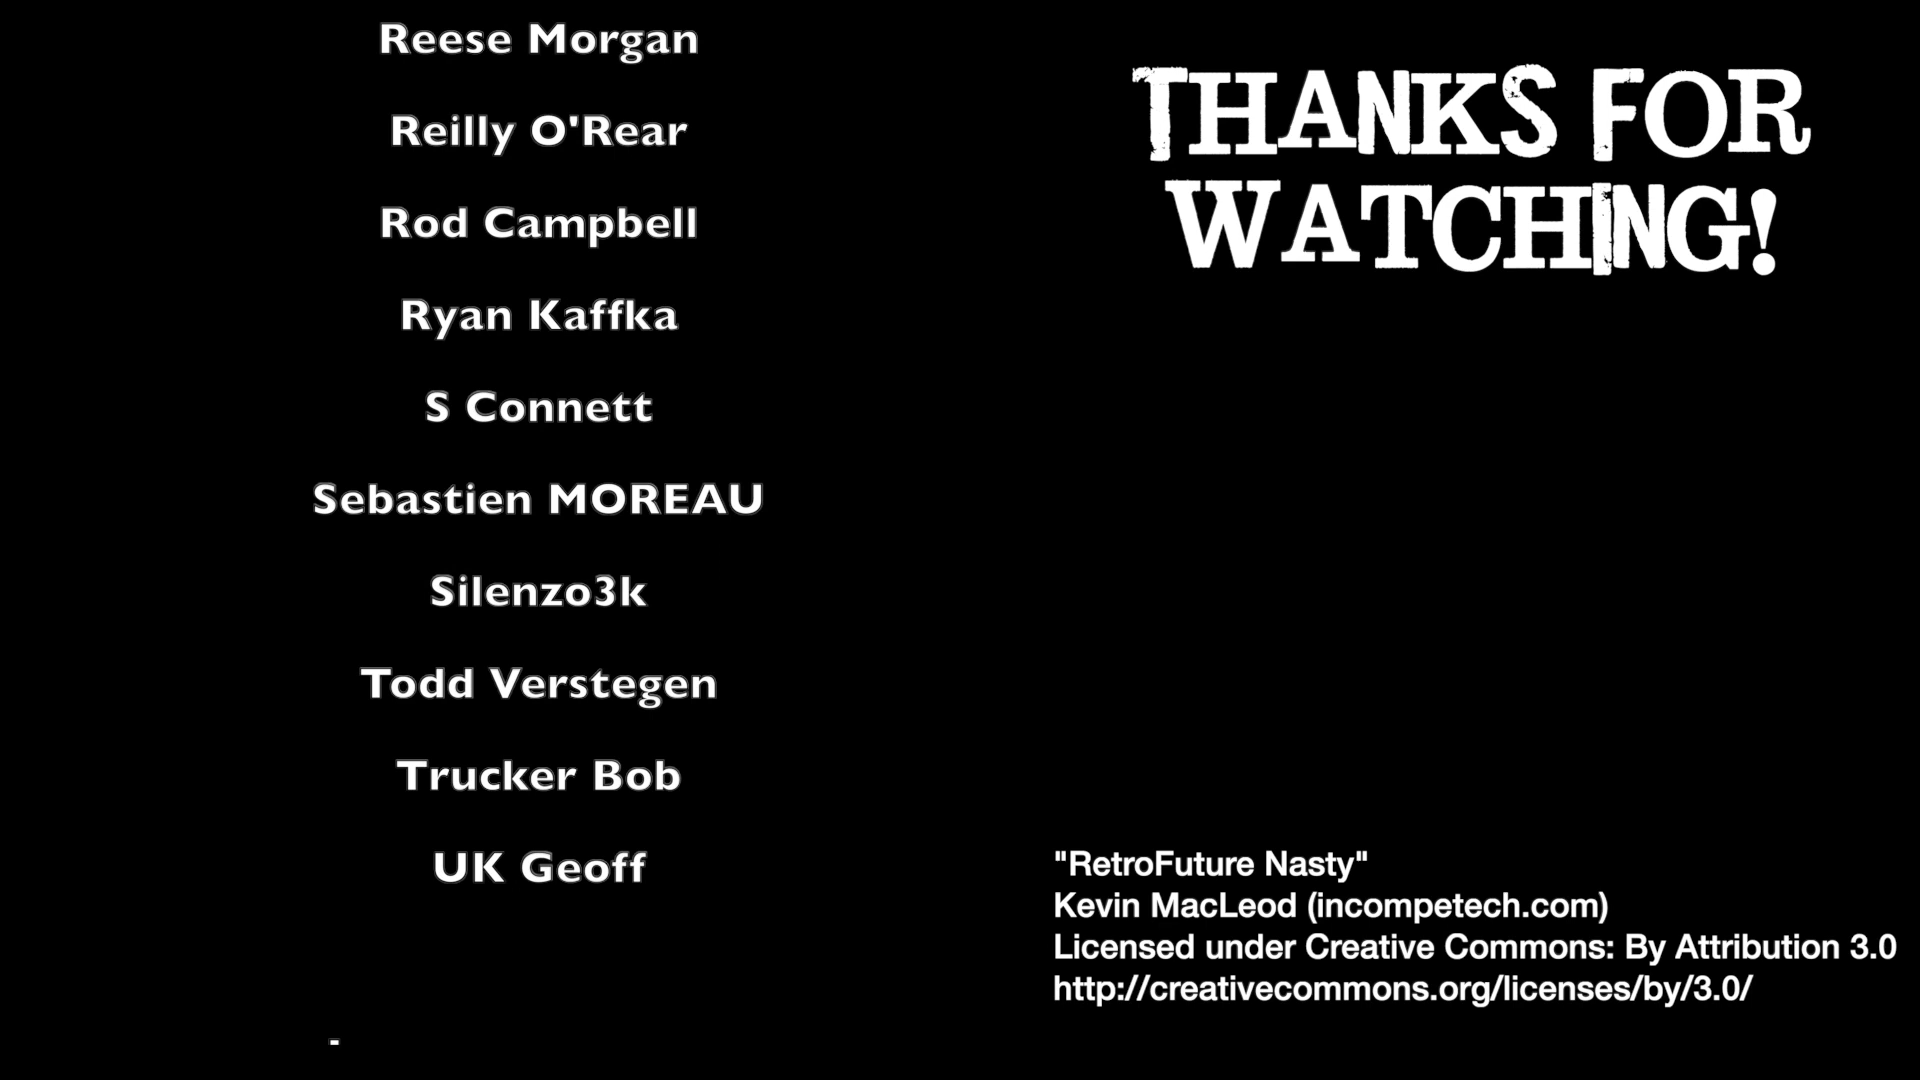 Reese Morgan
Reilly O'Rear
Rod Campbell
Ryan Kaffka
S Connett
Sebastien MOREAU
Silenzo3k
Todd Verstegen
Trucker Bob
UK Geoff
-
THANKS FOR
WATCHING!
"RetroFuture Nasty"
Kevin MacLeod (incompetech.com)
Licensed under Creative Commons: By Attribution 3.0
http://creativecommons.org/licenses/by/3.0/